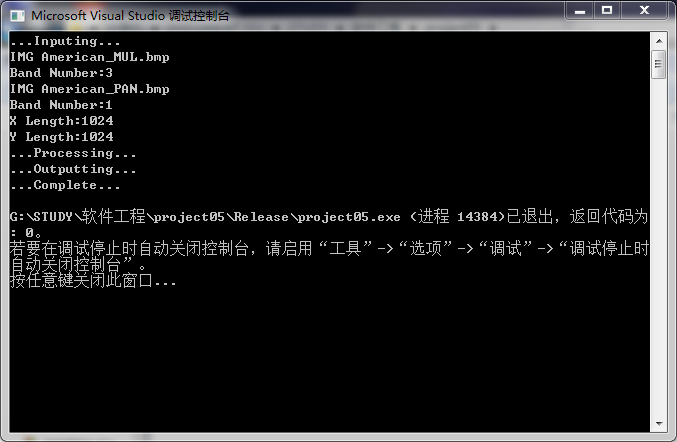 Microsoft Visual Studio 调试控制台
...Inputing...
IMG American_MUL.bmp
Band Number:3
IMG American_PAN.bmp
Band Number:1
X Length:1024
Y Length:1024
...Processing...
...Outputting...
...Complete...
G:\STUDY\软件工程\project05\Release\project05.exe (进程 14384)已退出，返回代码为
: 0。
若要在调试停止时自动关闭控制台，请启用“工具”->“选项”->“调试”->“调试停止时
自动关闭控制台”。
按任意键关闭此窗口...